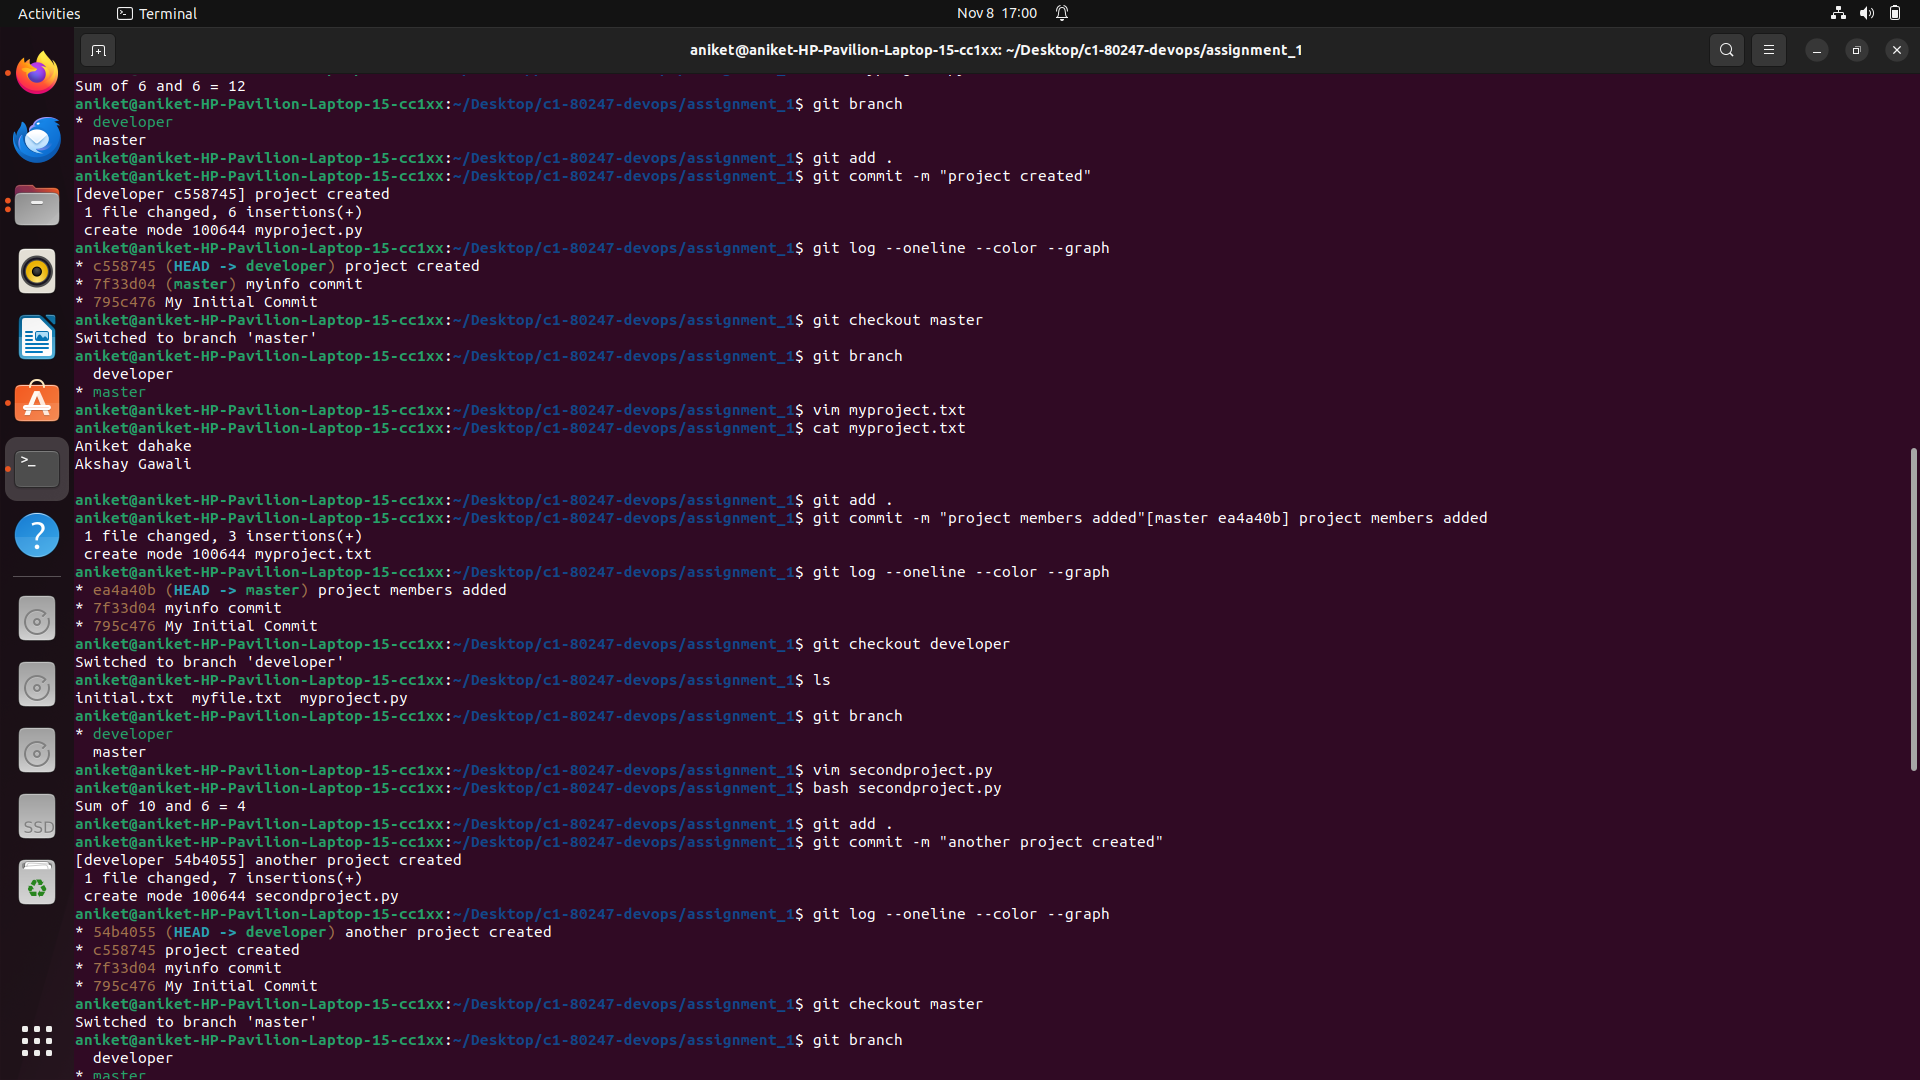 Activities
Terminal
Nov 8 17:00
aniket@aniket-HP-Pavilion-Laptop-15-cc1xx: ~/Desktop/c1-80247-devops/assignment_1
Sum of 6 and 6 = 12
aniket@aniket-HP-Pavilion-Laptop-15-cc1xx:~/Desktop/c1-80247-devops/assignment_1$ git branch
* developer
  master
aniket@aniket-HP-Pavilion-Laptop-15-cc1xx:~/Desktop/c1-80247-devops/assignment_1$ git add .
aniket@aniket-HP-Pavilion-Laptop-15-cc1xx:~/Desktop/c1-80247-devops/assignment_1$ git commit -m "project created"
[developer c558745] project created
 1 file changed, 6 insertions(+)
 create mode 100644 myproject.py
aniket@aniket-HP-Pavilion-Laptop-15-cc1xx:~/Desktop/c1-80247-devops/assignment_1$ git log --oneline --color --graph
* c558745 (HEAD -> developer) project created
* 7f33d04 (master) myinfo commit
* 795c476 My Initial Commit
aniket@aniket-HP-Pavilion-Laptop-15-cc1xx:~/Desktop/c1-80247-devops/assignment_1$ git checkout master
Switched to branch 'master'
aniket@aniket-HP-Pavilion-Laptop-15-cc1xx:~/Desktop/c1-80247-devops/assignment_1$ git branch
  developer
* master
aniket@aniket-HP-Pavilion-Laptop-15-cc1xx:~/Desktop/c1-80247-devops/assignment_1$ vim myproject.txt
aniket@aniket-HP-Pavilion-Laptop-15-cc1xx:~/Desktop/c1-80247-devops/assignment_1$ cat myproject.txt
Aniket dahake
Akshay Gawali
aniket@aniket-HP-Pavilion-Laptop-15-cc1xx:~/Desktop/c1-80247-devops/assignment_1$ git add .
aniket@aniket-HP-Pavilion-Laptop-15-cc1xx:~/Desktop/c1-80247-devops/assignment_1$ git commit -m "project members added"[master ea4a40b] project members added
 1 file changed, 3 insertions(+)
 create mode 100644 myproject.txt
aniket@aniket-HP-Pavilion-Laptop-15-cc1xx:~/Desktop/c1-80247-devops/assignment_1$ git log --oneline --color --graph
* ea4a40b (HEAD -> master) project members added
* 7f33d04 myinfo commit
* 795c476 My Initial Commit
aniket@aniket-HP-Pavilion-Laptop-15-cc1xx:~/Desktop/c1-80247-devops/assignment_1$ git checkout developer
Switched to branch 'developer'
aniket@aniket-HP-Pavilion-Laptop-15-cc1xx:~/Desktop/c1-80247-devops/assignment_1$ ls
initial.txt  myfile.txt  myproject.py
aniket@aniket-HP-Pavilion-Laptop-15-cc1xx:~/Desktop/c1-80247-devops/assignment_1$ git branch
* developer
  master
aniket@aniket-HP-Pavilion-Laptop-15-cc1xx:~/Desktop/c1-80247-devops/assignment_1$ vim secondproject.py
aniket@aniket-HP-Pavilion-Laptop-15-cc1xx:~/Desktop/c1-80247-devops/assignment_1$ bash secondproject.py
Sum of 10 and 6 = 4
aniket@aniket-HP-Pavilion-Laptop-15-cc1xx:~/Desktop/c1-80247-devops/assignment_1$ git add .
aniket@aniket-HP-Pavilion-Laptop-15-cc1xx:~/Desktop/c1-80247-devops/assignment_1$ git commit -m "another project created"
[developer 54b4055] another project created
 1 file changed, 7 insertions(+)
 create mode 100644 secondproject.py
aniket@aniket-HP-Pavilion-Laptop-15-cc1xx:~/Desktop/c1-80247-devops/assignment_1$ git log --oneline --color --graph
* 54b4055 (HEAD -> developer) another project created
* c558745 project created
* 7f33d04 myinfo commit
* 795c476 My Initial Commit
aniket@aniket-HP-Pavilion-Laptop-15-cc1xx:~/Desktop/c1-80247-devops/assignment_1$ git checkout master
Switched to branch 'master'
aniket@aniket-HP-Pavilion-Laptop-15-cc1xx:~/Desktop/c1-80247-devops/assignment_1$ git branch
  developer
* master
SSD